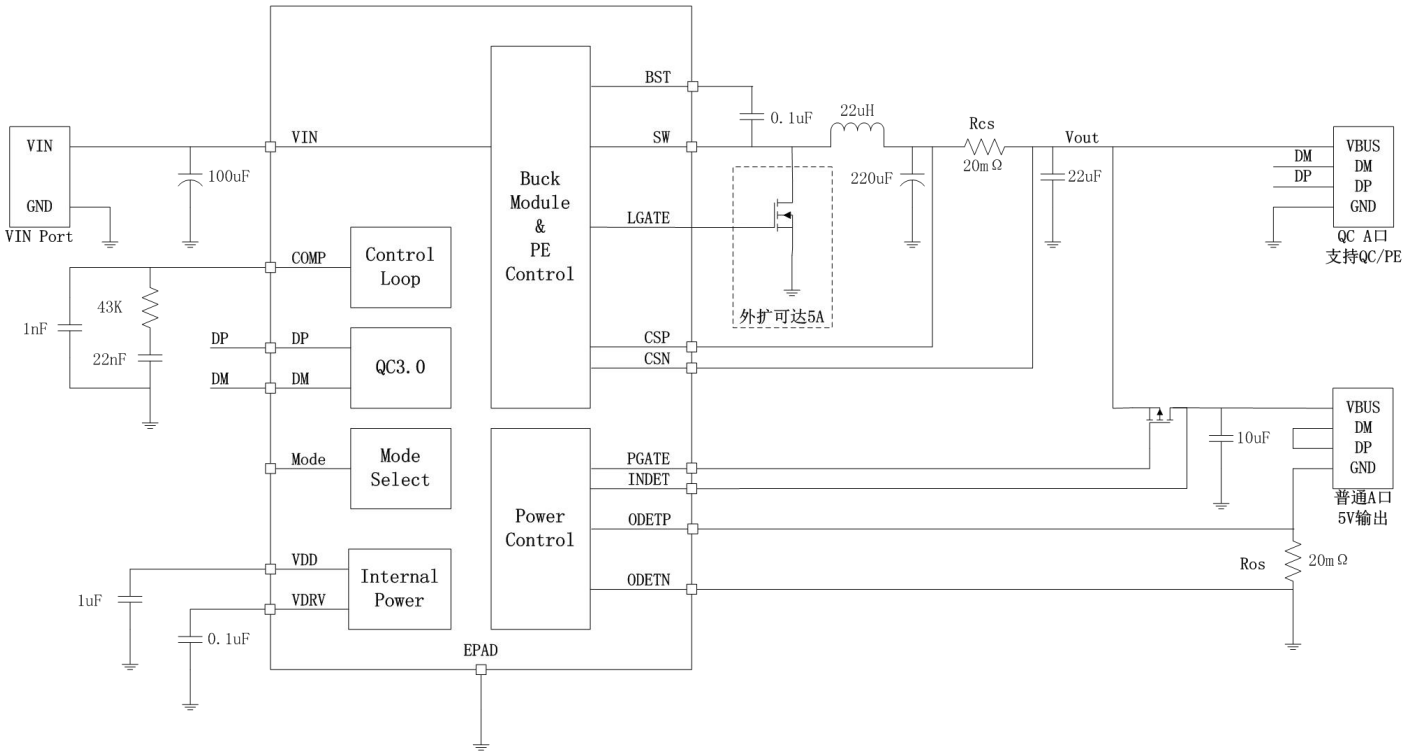 BST
0.1uF
22uH
Rcs
20mΩ
Vout
VIN
GND
VIN Port
100uF
VIN
SW
Buck
Module
&
PE
Control
220uF
22uF
VBUS
DM
DM
DP
DP
GND
QC A口
支持QC/PE
LGATE
外扩可达5A
COMP
Control
Loop
43K
1nF
22nF
DP
DP
DM
DM
QC3.0
CSP
CSN
Mode
Mode
Select
PGATE
INDET
Power
Control
ODETP
ODETN
10uF
VBUS
DM
DP
GND
普通A口
5V输出
Ros
20mΩ
VDD
VDRV
Internal
Power
1uF
0.1uF
EPAD